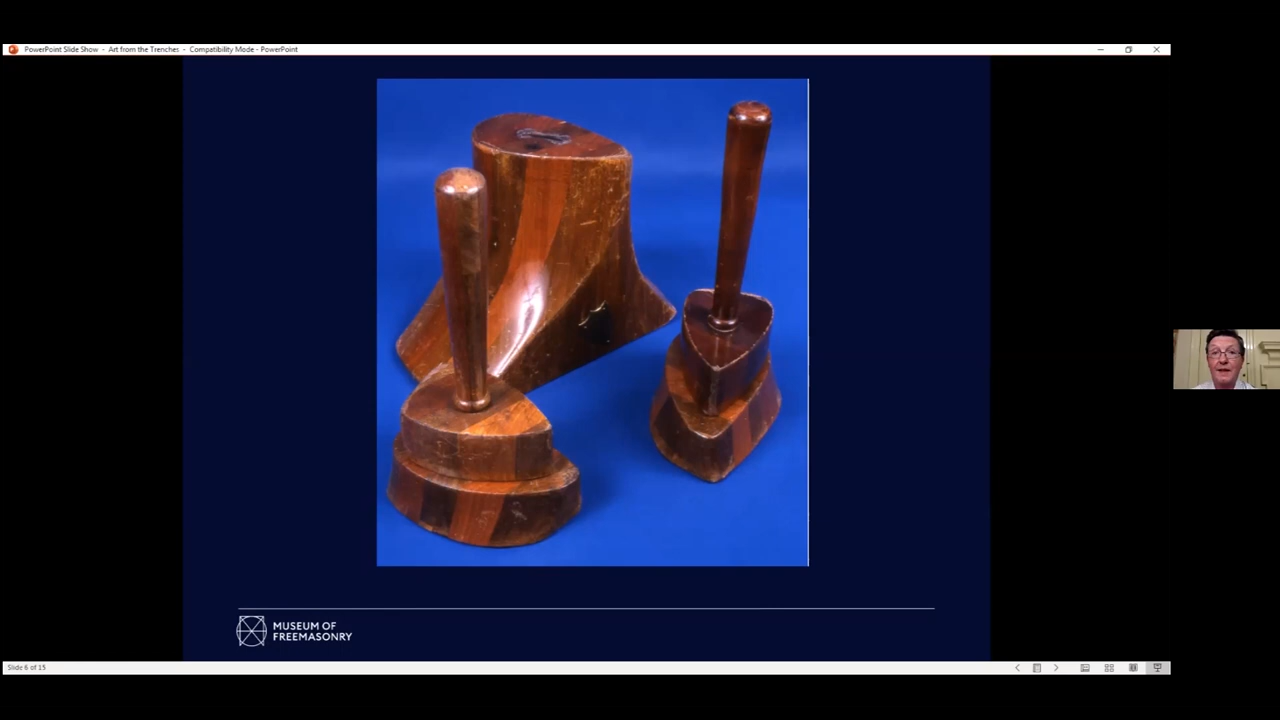 PowerPoint Slide Show - Art from the Trenches - Compatibility Mode - PowerPoint
MUSEUM OF
FREEMASONRY
Slide 6 of 15